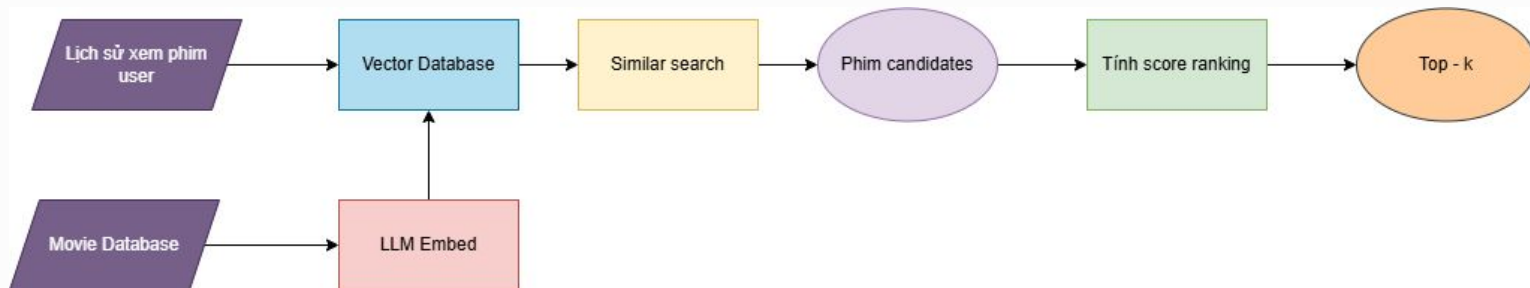 Lịch sử xem phim
user
Vector Database
Similar search
Phim candidates
Tính score ranking
Top - k
Movie Database
LLM Embed